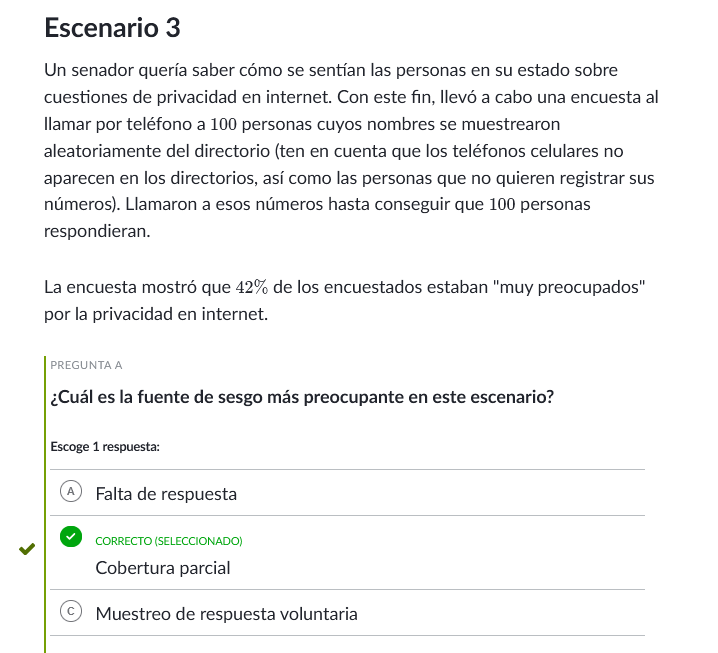 Escenario 3
Un senador quería saber cómo se sentían las personas en su estado sobre
cuestiones de privacidad en internet. Con este fin, llevó a cabo una encuesta al
llamar por teléfono a 100 personas cuyos nombres se muestrearon
aleatoriamente del directorio (ten en cuenta que los teléfonos celulares no
aparecen en los directorios, así como las personas que no quieren registrar sus
números). Llamaron a esos números hasta conseguir que 100 personas
respondieran.
La encuesta mostró que 42% de los encuestados estaban "muy preocupados"
por la privacidad en internet.
PREGUNTA A
¿Cuál es la fuente de sesgo más preocupante en este escenario?
Escoge 1 respuesta:
A Falta de respuesta
CORRECTO (SELECCIONADO)
Cobertura parcial
C Muestreo de respuesta voluntaria